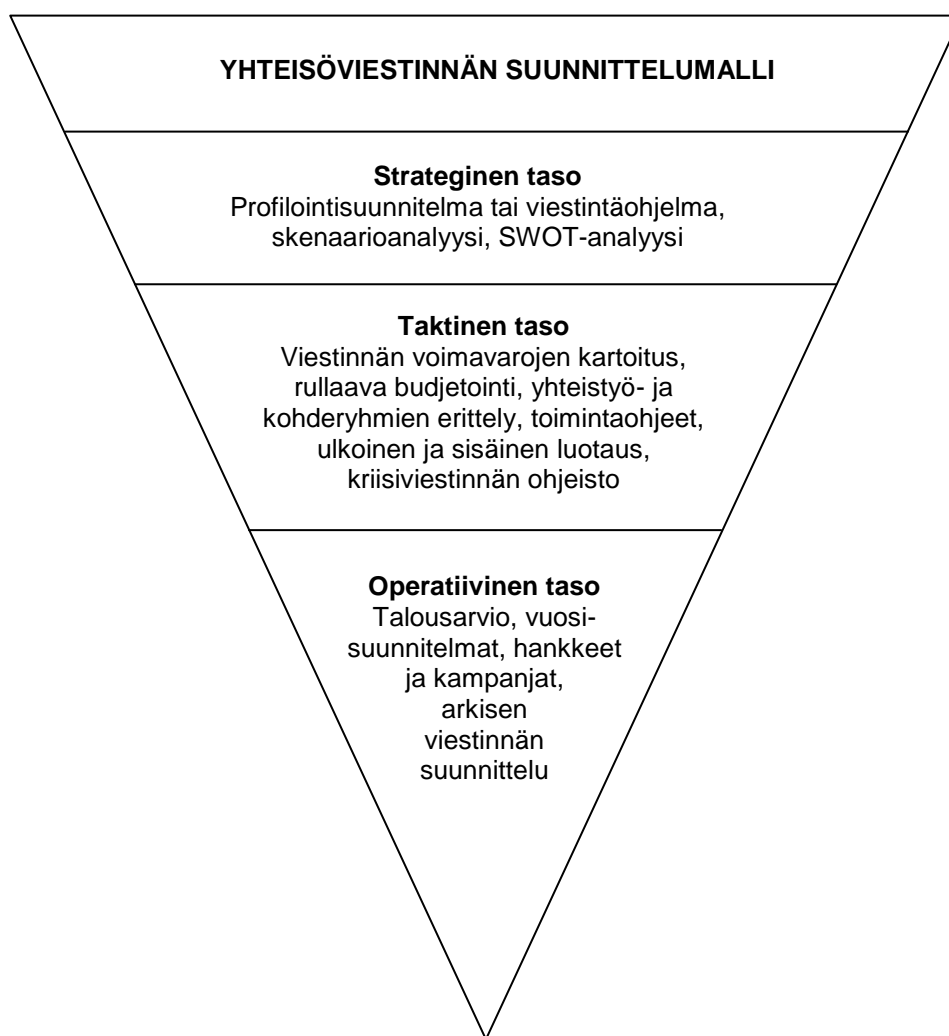 YHTEISÖVIESTINNÄN SUUNNITTELUMALLI
Strateginen taso
Profilointisuunnitelma tai viestintäohjelma,
skenaarioanalyysi, SWOT-analyysi
Taktinen taso
Viestinnän voimavarojen kartoitus,
rullaava budjetointi, yhteistyö- ja
kohderyhmien erittely, toimintaohjeet,
ulkoinen ja sisäinen luotaus,
kriisiviestinnän ohjeisto
Operatiivinen taso
Talousarvio, vuosi-
suunnitelmat, hankkeet
ja kampanjat,
arkisen
viestinnän
suunnittelu